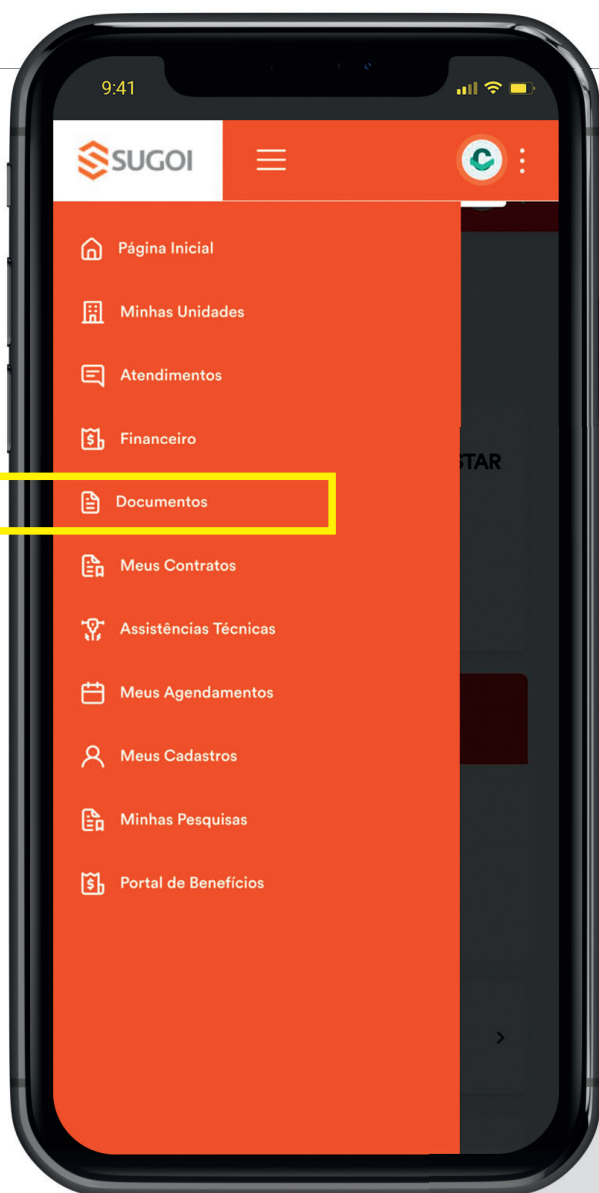 9:41
SUGOI
Página Inicial
Minhas Unidades
Atendimentos
Financeiro
STAR
Documentos
Meus Contratos
Assistências Técnicas
Meus Agendamentos
Meus Cadastros
Minhas Pesquisas
Portal de Benefícios